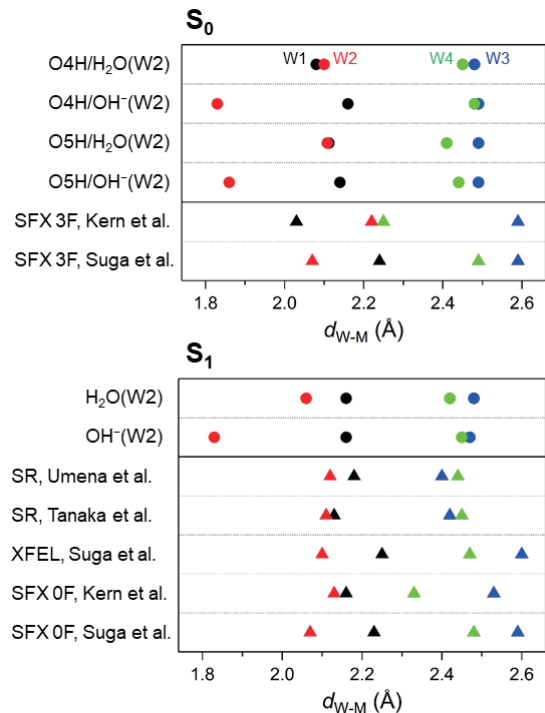 S₀
O4H/H₂O(W2) W1 W2 W4 W3
O4H/OH⁻(W2)
O5H/H₂O(W2)
O5H/OH⁻(W2)
SFX 3F, Kern et al.
SFX 3F, Suga et al.
1.8 2.0 2.2 2.4 2.6
d_W-M (Å)
S₁
H₂O(W2)
OH⁻(W2)
SR, Umena et al.
SR, Tanaka et al.
XFEL, Suga et al.
SFX 0F, Kern et al.
SFX 0F, Suga et al.
1.8 2.0 2.2 2.4 2.6
d_W-M (Å)